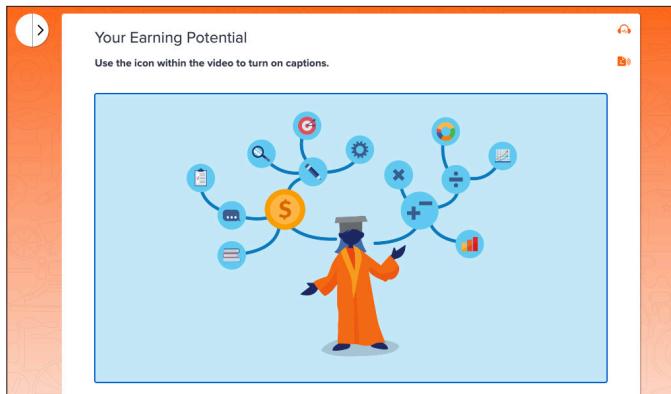 Your Earning Potential
Use the icon within the video to turn on captions.
$